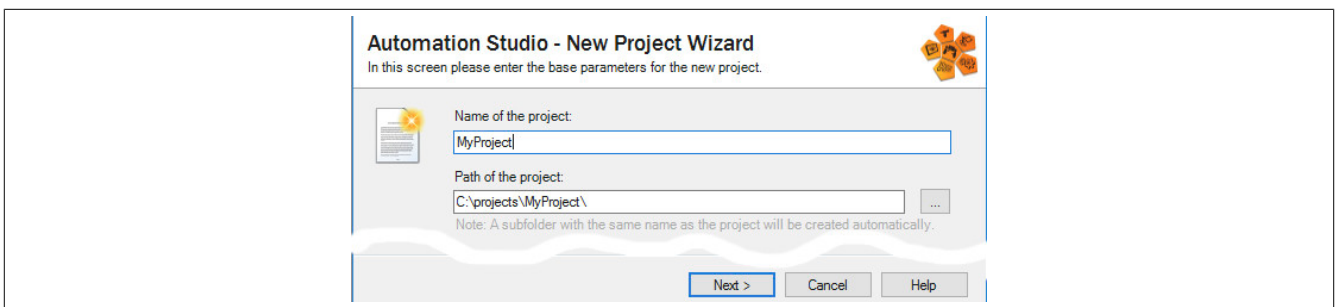 Automation Studio - New Project Wizard
In this screen please enter the base parameters for the new project.
Name of the project:
MyProject
Path of the project:
C:\projects\MyProject\
...
Note: A subfolder with the same name as the project will be created automatically.
Next >
Cancel
Help